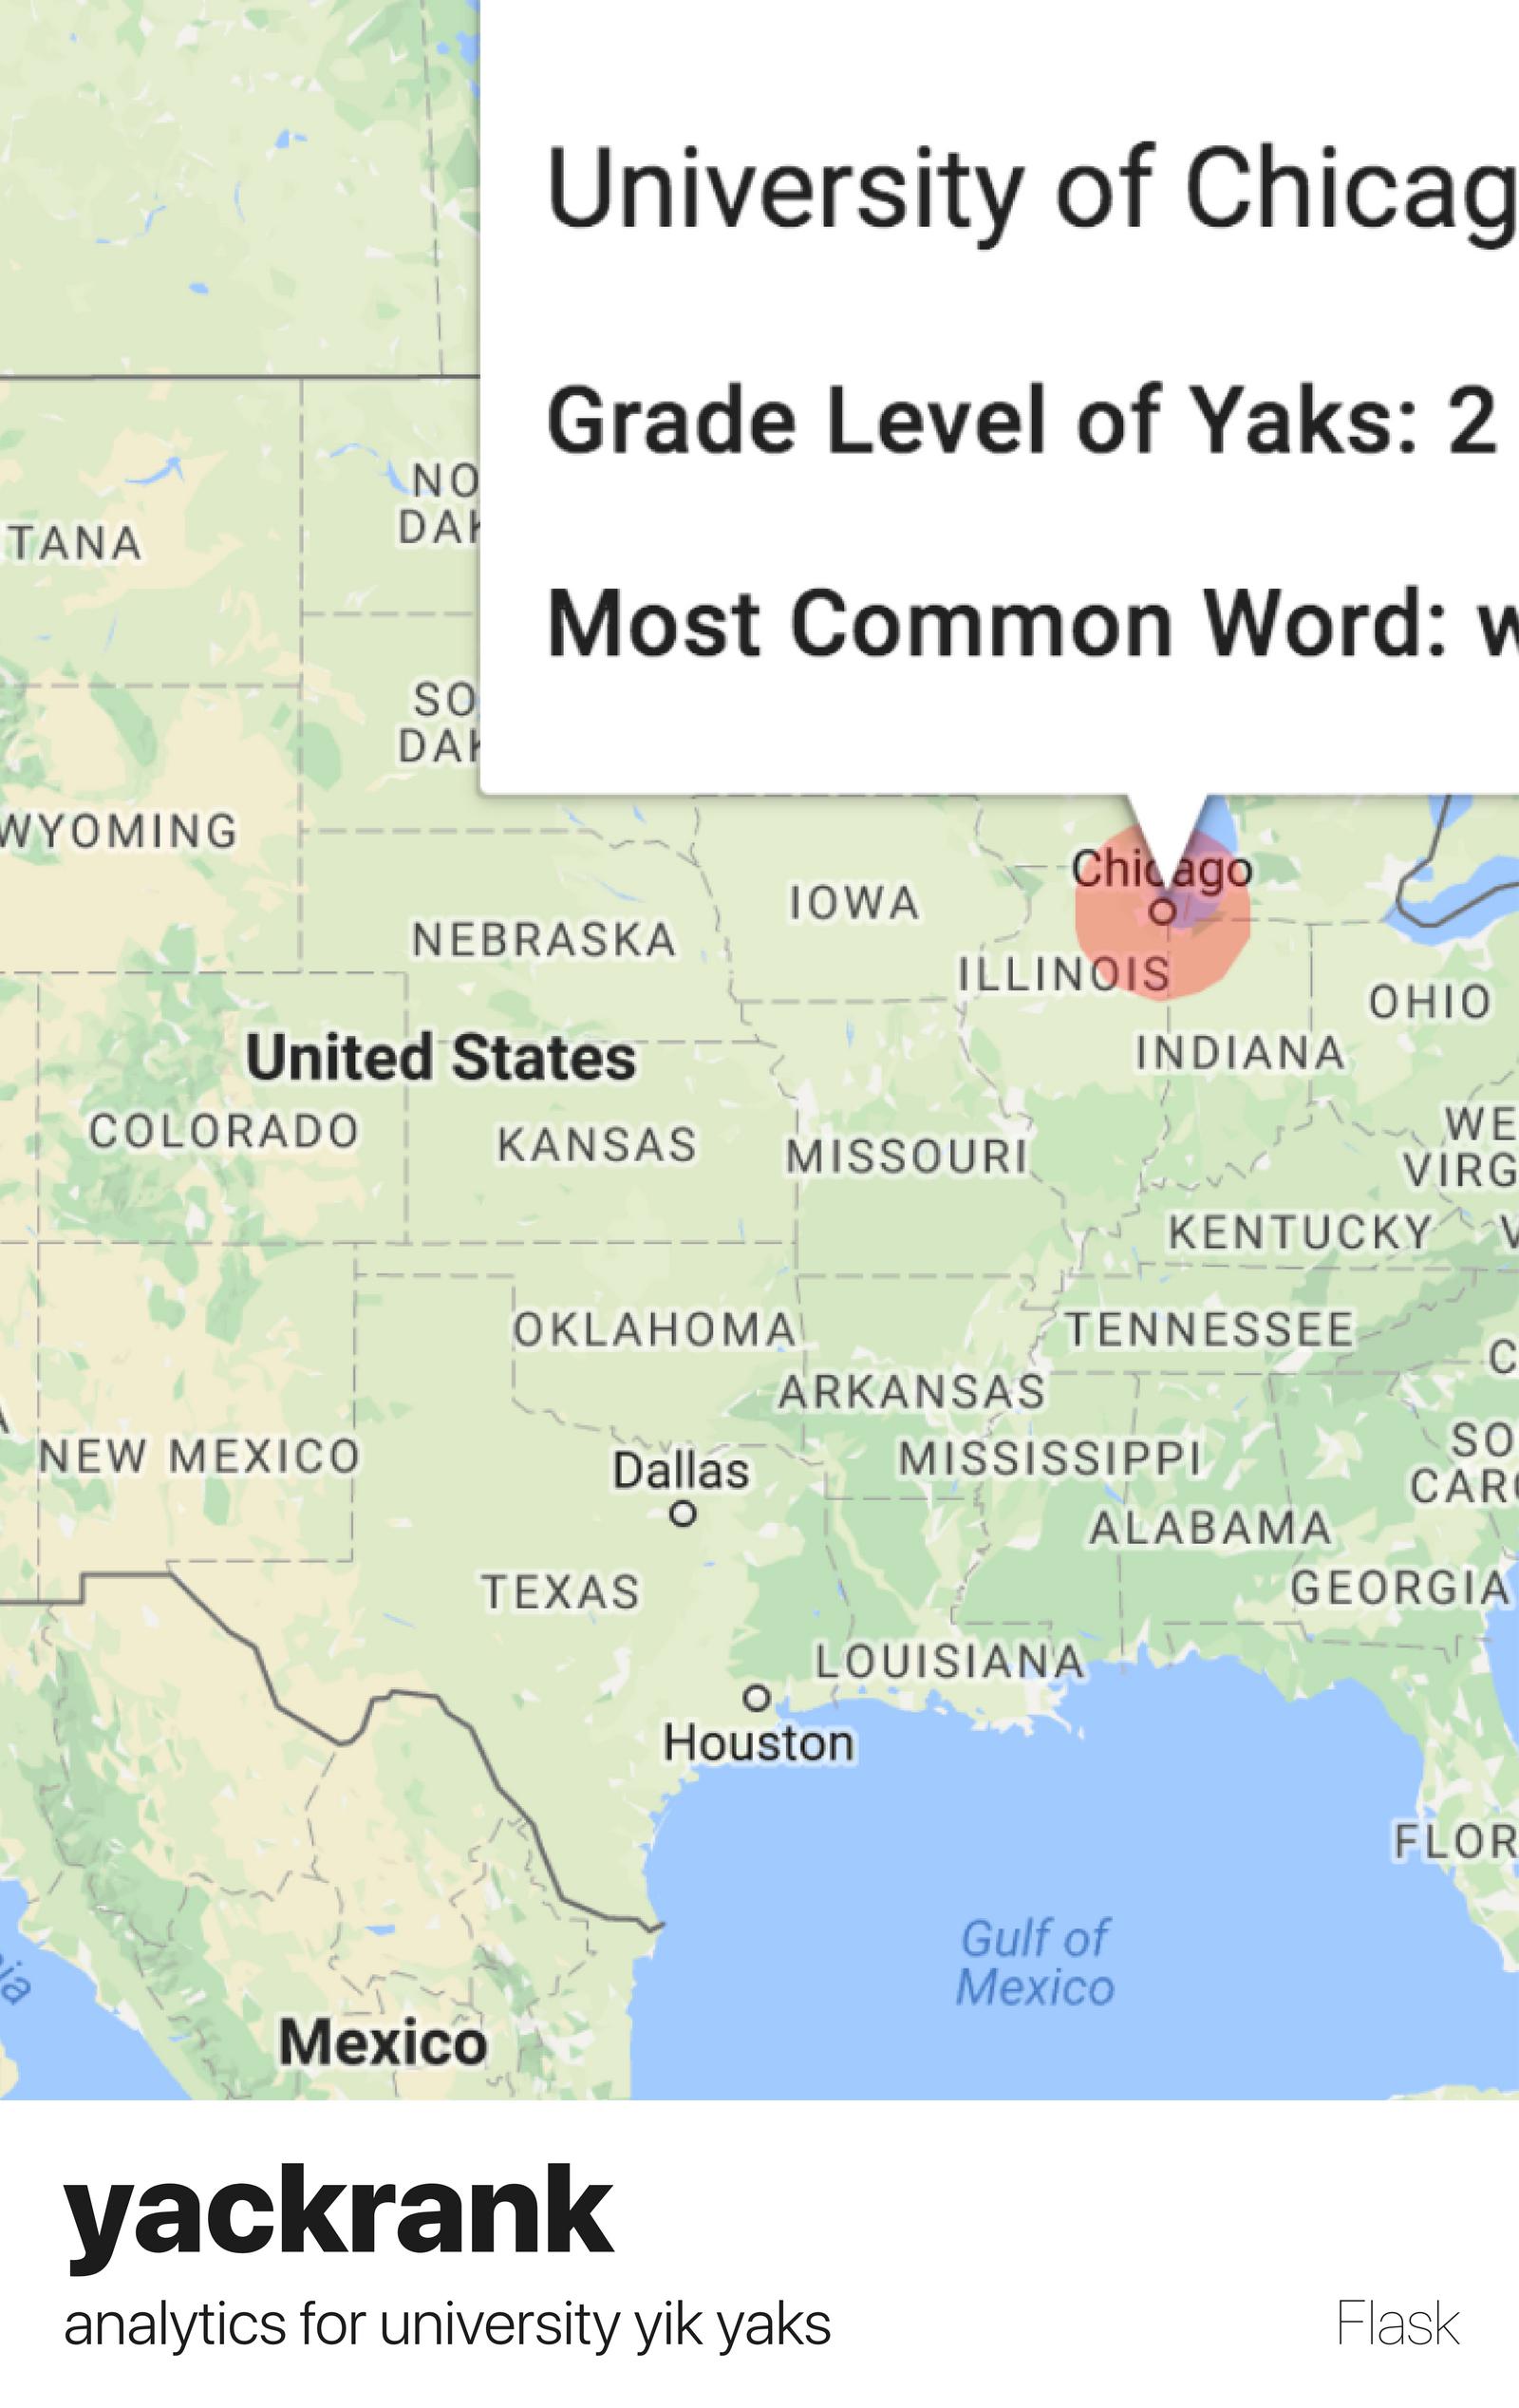 University of Chicag
Grade Level of Yaks: 2
Most Common Word: w
NO
DAK
TANA
SO
DAK
WYOMING
Chicago
IOWA
NEBRASKA
ILLINOIS
OHIO
INDIANA
United States
COLORADO
KANSAS
MISSOURI
WE
VIRG
KENTUCKY
V
OKLAHOMA
TENNESSEE
C
ARKANSAS
A
NEW MEXICO
MISSISSIPPI
SO
CARO
Dallas
ALABAMA
TEXAS
GEORGIA
LOUISIANA
Houston
FLOR
Gulf of
Mexico
ia
Mexico
yackrank
analytics for university yik yaks
Flask